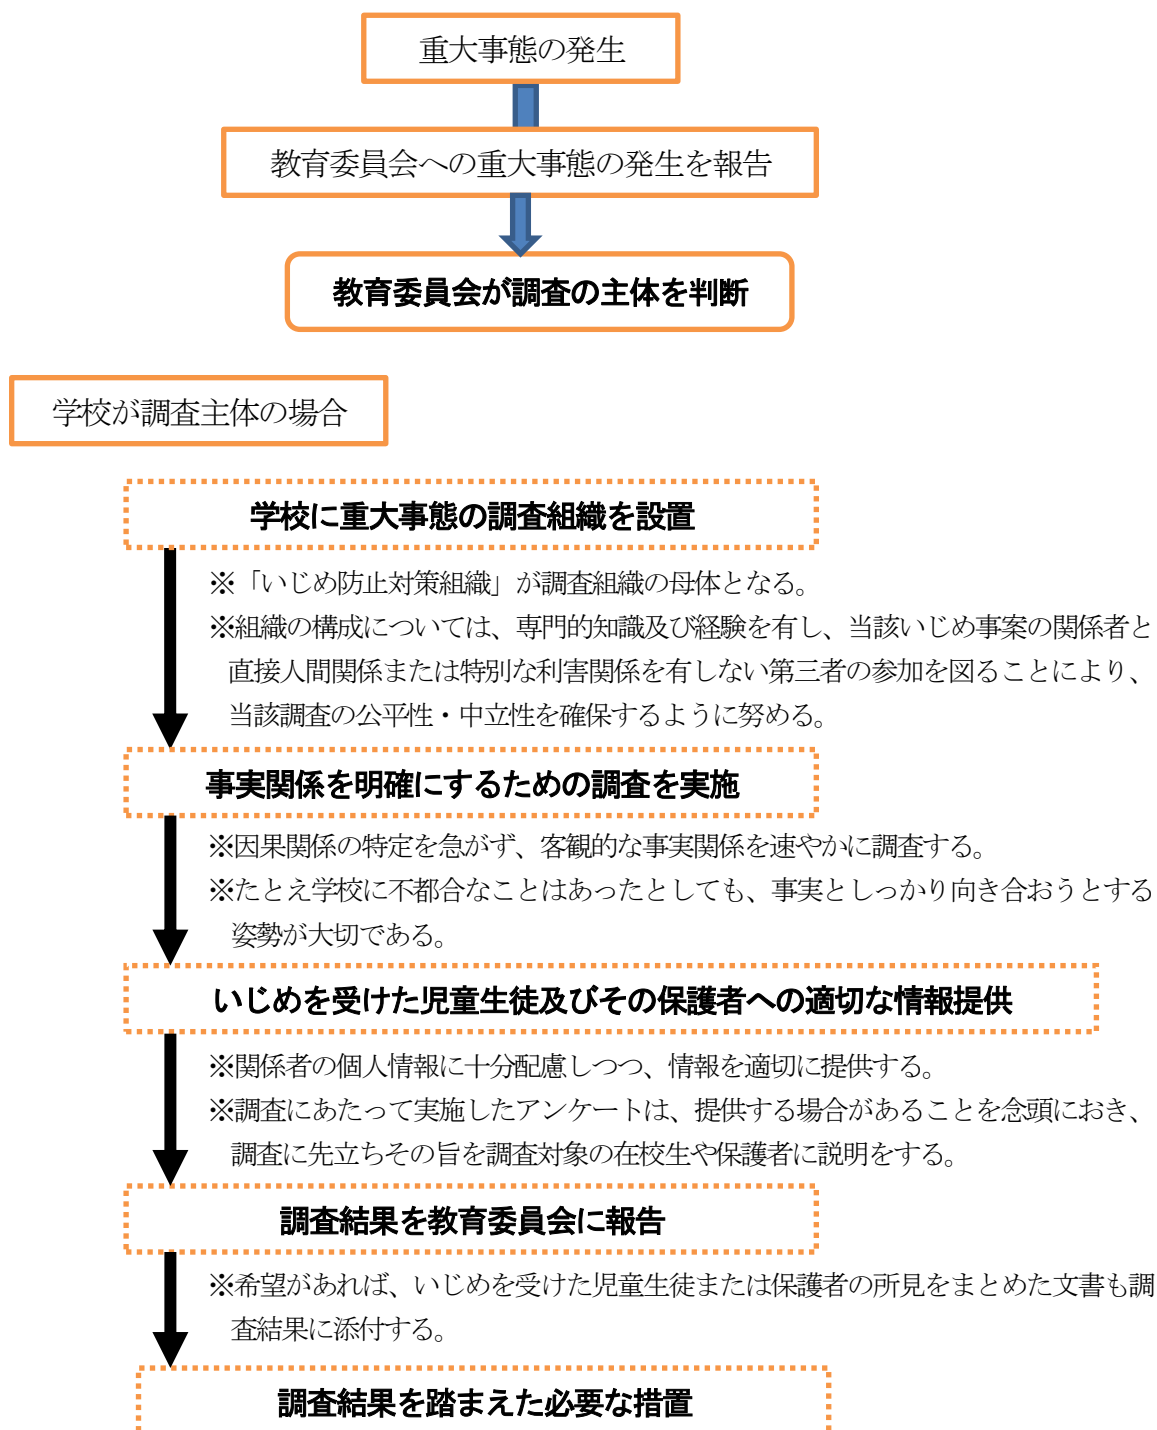 重大事態の発生
教育委員会への重大事態の発生を報告
教育委員会が調査の主体を判断
学校が調査主体の場合
学校に重大事態の調査組織を設置
※「いじめ防止対策組織」が調査組織の母体となる。
※組織の構成については、専門的知識及び経験を有し、当該いじめ事案の関係者と
直接人間関係または特別な利害関係を有しない第三者の参加を図ることにより、
当該調査の公平性・中立性を確保するように努める。
事実関係を明確にするための調査を実施
※因果関係の特定を急がず、客観的な事実関係を速やかに調査する。
※たとえ学校に不都合なことはあったとしても、事実としっかり向き合おうとする
姿勢が大切である。
いじめを受けた児童生徒及びその保護者への適切な情報提供
※関係者の個人情報に十分配慮しつつ、情報を適切に提供する。
※調査にあたって実施したアンケートは、提供する場合があることを念頭におき、
調査に先立ちその旨を調査対象の在校生や保護者に説明をする。
調査結果を教育委員会に報告
※希望があれば、いじめを受けた児童生徒または保護者の所見をまとめた文書も調
査結果に添付する。
調査結果を踏まえた必要な措置